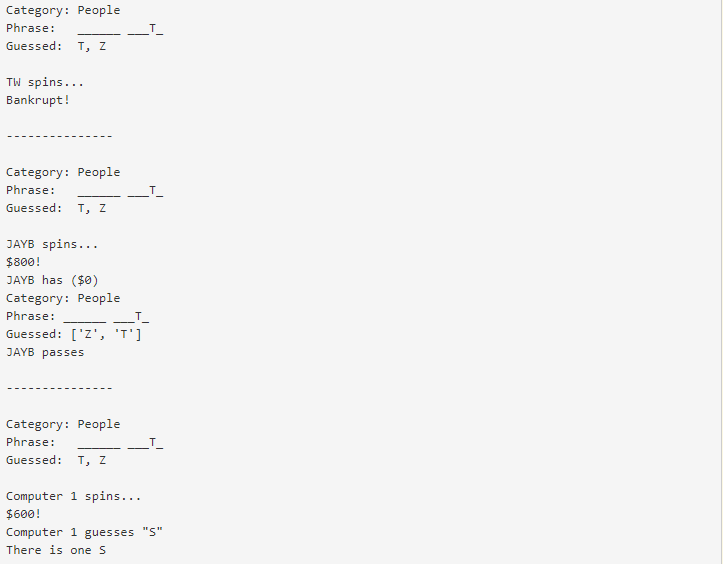 Category: People
Phrase:   ______ ___T_
Guessed:  T, Z
TW spins...
Bankrupt!
---------------
Category: People
Phrase:   ______ ___T_
Guessed:  T, Z
JAYB spins...
$800!
JAYB has ($0)
Category: People
Phrase: ______ ___T_
Guessed: ['Z', 'T']
JAYB passes
---------------
Category: People
Phrase:   ______ ___T_
Guessed:  T, Z
Computer 1 spins...
$600!
Computer 1 guesses "S"
There is one S